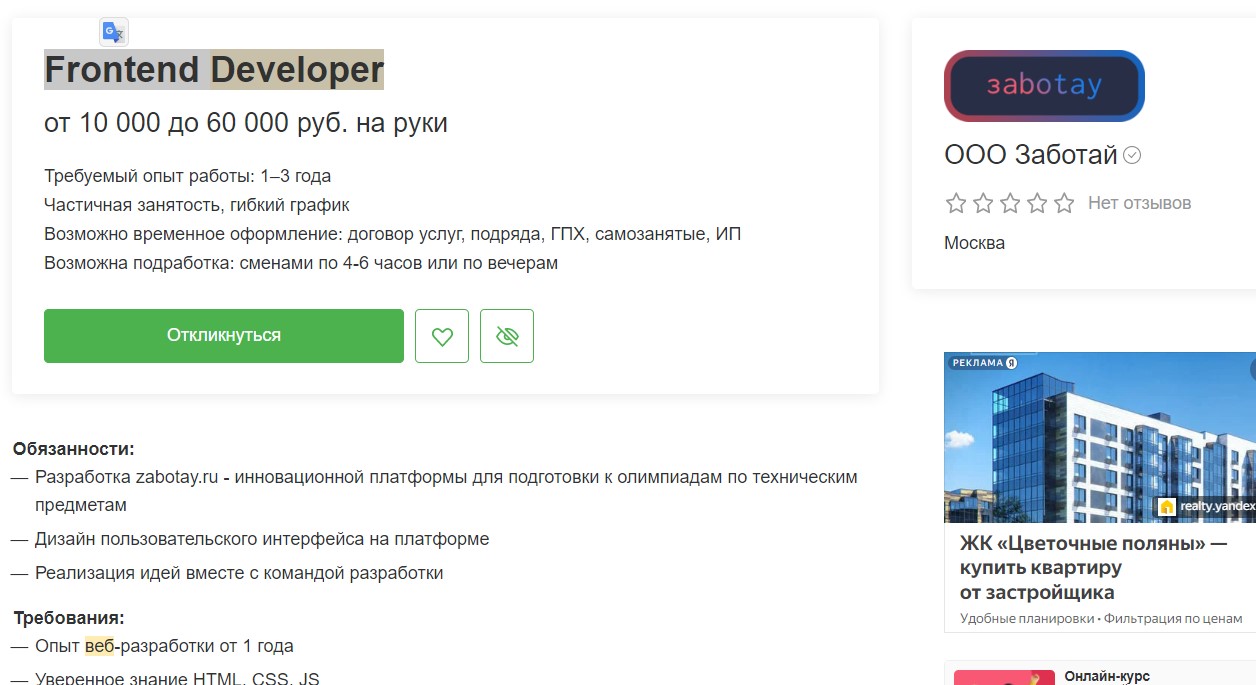 Frontend Developer
от 10 000 до 60 000 руб. на руки
Требуемый опыт работы: 1–3 года
Частичная занятость, гибкий график
Возможно временное оформление: договор услуг, подряда, ГПХ, самозанятые, ИП
Возможна подработка: сменами по 4-6 часов или по вечерам
Откликнуться
Обязанности:
— Разработка zabotay.ru - инновационной платформы для подготовки к олимпиадам по техническим
предметам
— Дизайн пользовательского интерфейса на платформе
— Реализация идей вместе с командой разработки
Требования:
— Опыт веб-разработки от 1 года
— Уверенное знание HTML, CSS, JS
заbotay
ООО Заботай
Нет отзывов
Москва
РЕКЛАМА Я
realty.yandex
ЖК «Цветочные поляны» —
купить квартиру
от застройщика
Удобные планировки • Фильтрация по ценам
Онлайн-курс